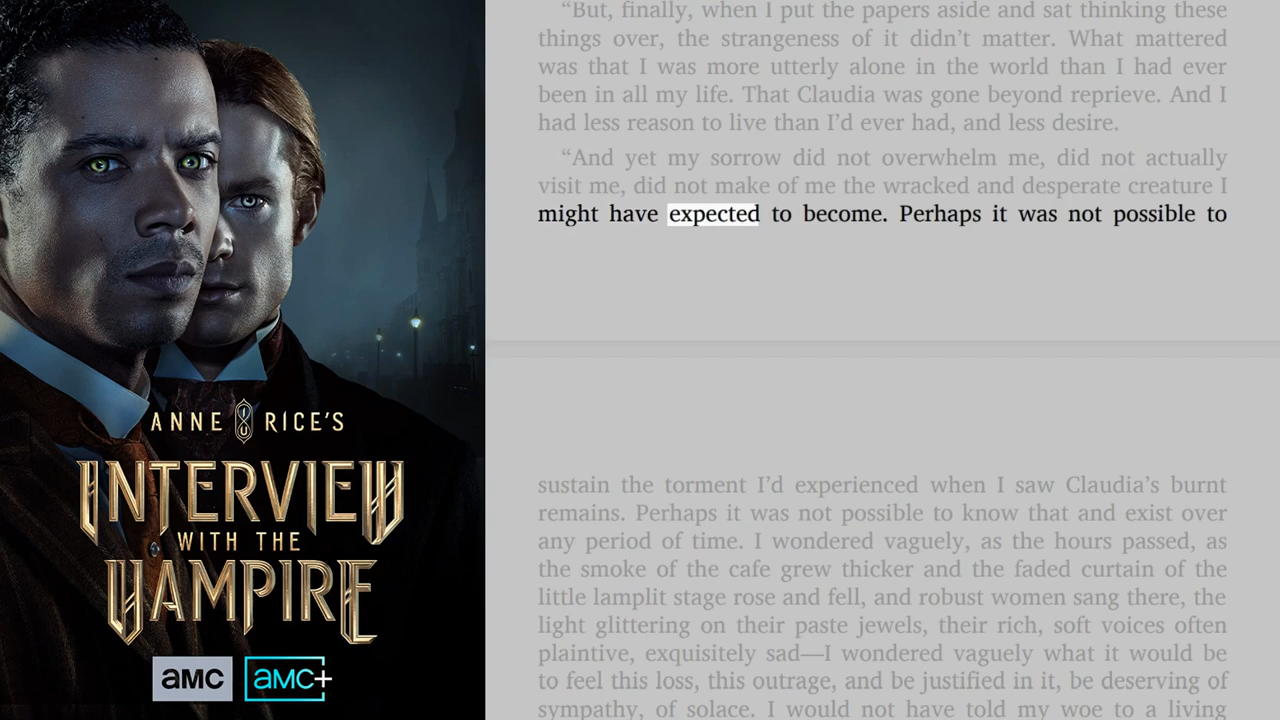 ANNE RICE'S
INTERVIEW
WITH THE
VAMPIRE
aMC
aMC+
“But, finally, when I put the papers aside and sat thinking these
things over, the strangeness of it didn’t matter. What mattered
was that I was more utterly alone in the world than I had ever
been in all my life. That Claudia was gone beyond reprieve. And I
had less reason to live than I’d ever had, and less desire.
“And yet my sorrow did not overwhelm me, did not actually
visit me, did not make of me the wracked and desperate creature I
might have expected to become. Perhaps it was not possible to
sustain the torment I’d experienced when I saw Claudia’s burnt
remains. Perhaps it was not possible to know that and exist over
any period of time. I wondered vaguely, as the hours passed, as
the smoke of the cafe grew thicker and the faded curtain of the
little lamplit stage rose and fell, and robust women sang there, the
light glittering on their paste jewels, their rich, soft voices often
plaintive, exquisitely sad—I wondered vaguely what it would be
to feel this loss, this outrage, and be justified in it, be deserving of
sympathy, of solace. I would not have told my woe to a living